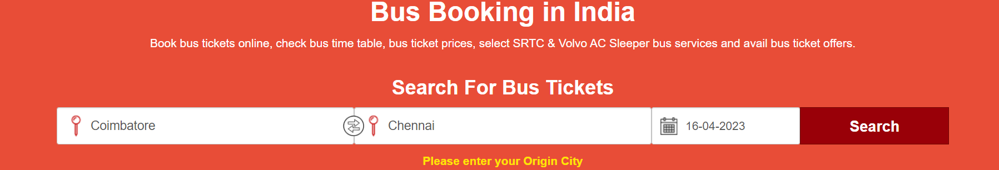 Bus Booking in India
Book bus tickets online, check bus time table, bus ticket prices, select SRTC & Volvo AC Sleeper bus services and avail bus ticket offers.
Search For Bus Tickets
Coimbatore Chennai 16-04-2023 Search
Please enter your Origin City